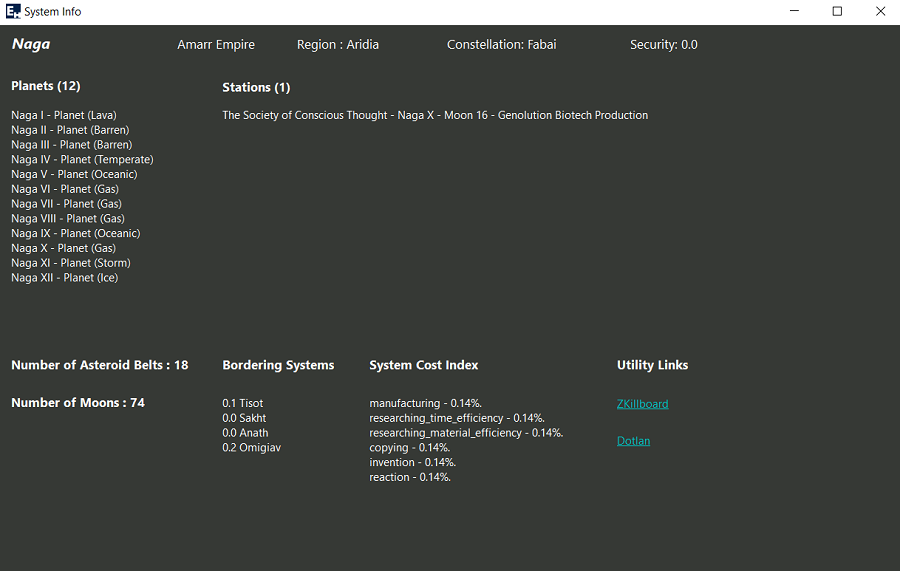 System Info
Naga Amarr Empire Region : Aridia Constellation: Fabai Security: 0.0
Planets (12)
Naga I - Planet (Lava)
Naga II - Planet (Barren)
Naga III - Planet (Barren)
Naga IV - Planet (Temperate)
Naga V - Planet (Oceanic)
Naga VI - Planet (Gas)
Naga VII - Planet (Gas)
Naga VIII - Planet (Gas)
Naga IX - Planet (Oceanic)
Naga X - Planet (Gas)
Naga XI - Planet (Storm)
Naga XII - Planet (Ice)
Stations (1)
The Society of Conscious Thought - Naga X - Moon 16 - Genolution Biotech Production
Number of Asteroid Belts : 18
Number of Moons : 74
Bordering Systems
0.1 Tisot
0.0 Sakht
0.0 Anath
0.2 Omigiav
System Cost Index
manufacturing - 0.14%.
researching_time_efficiency - 0.14%.
researching_material_efficiency - 0.14%.
copying - 0.14%.
invention - 0.14%.
reaction - 0.14%.
Utility Links
ZKillboard
Dotlan